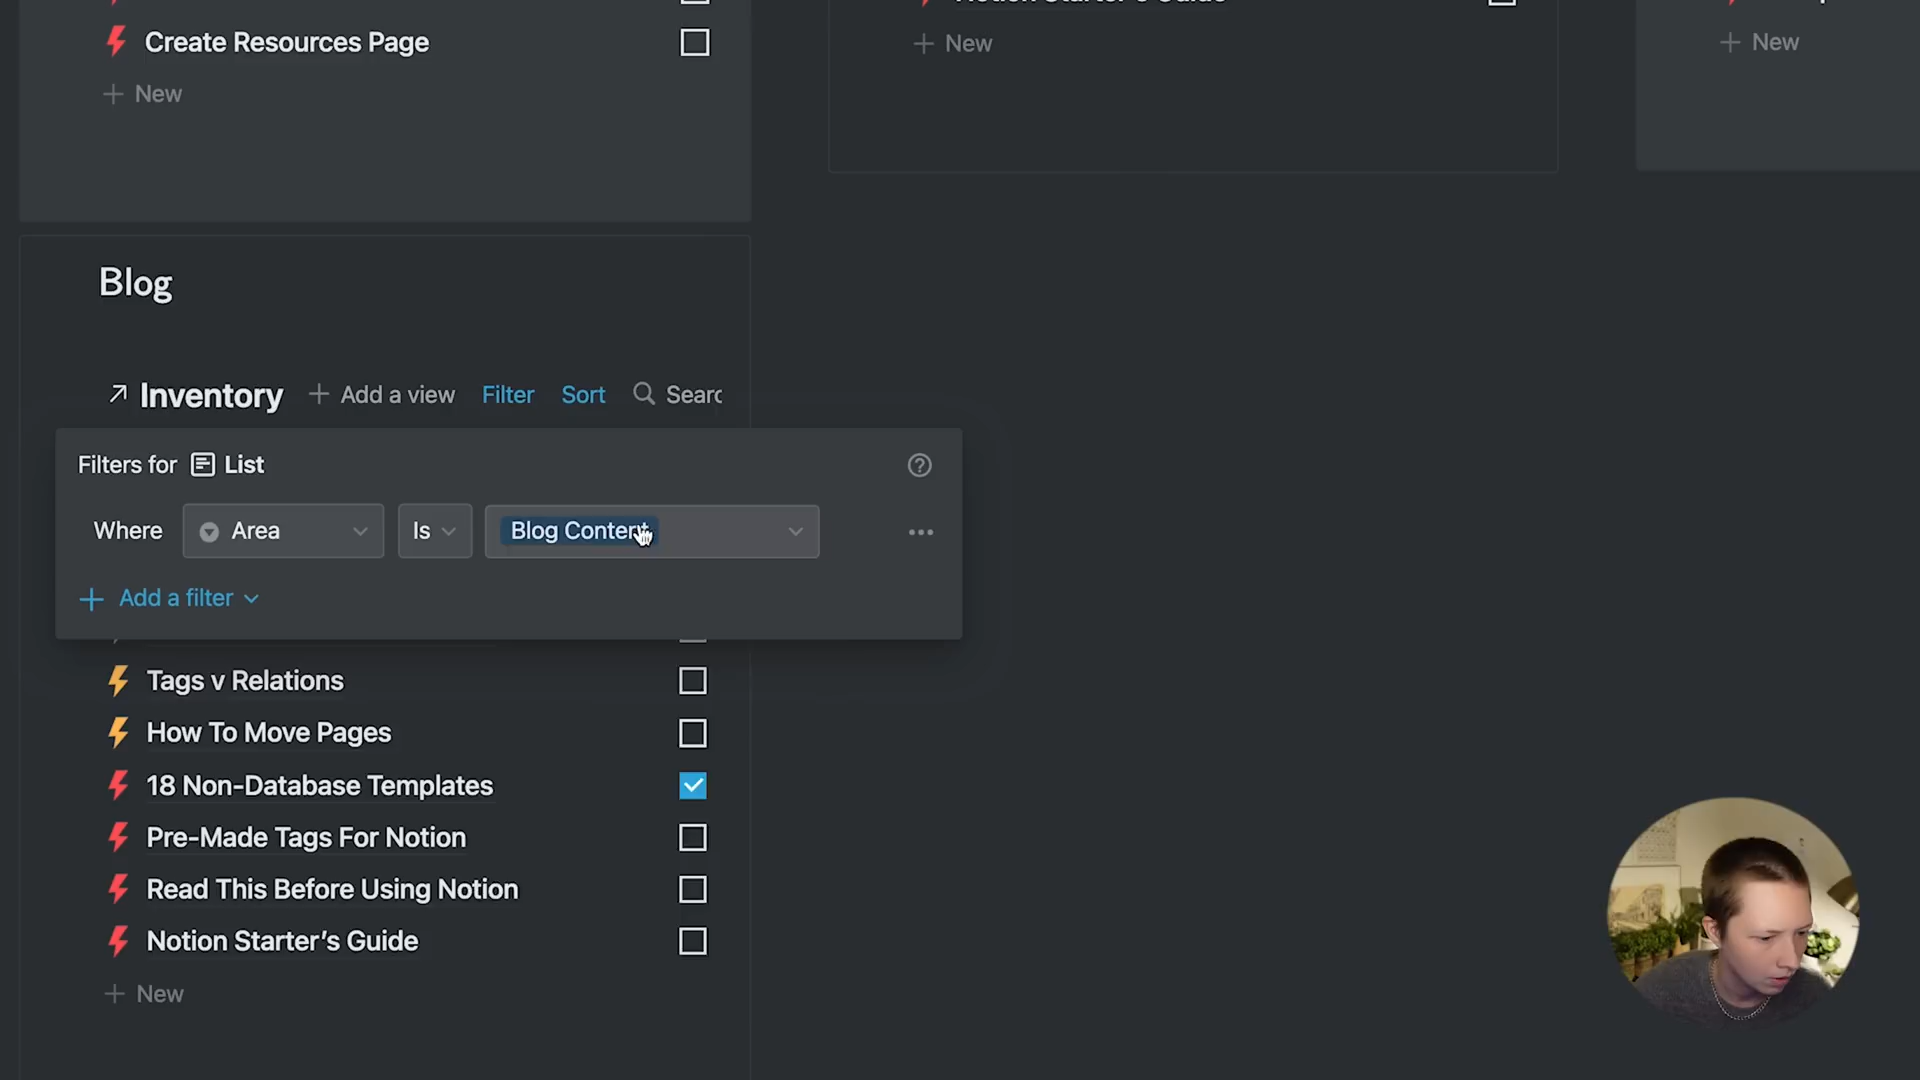 Create Resources Page
+ New
+ New
+ New
Blog
Inventory + Add a view Filter Sort Searc
Filters for List
Where Area Is Blog Content
+ Add a filter
Tags v Relations
How To Move Pages
18 Non-Database Templates
Pre-Made Tags For Notion
Read This Before Using Notion
Notion Starter's Guide
+ New